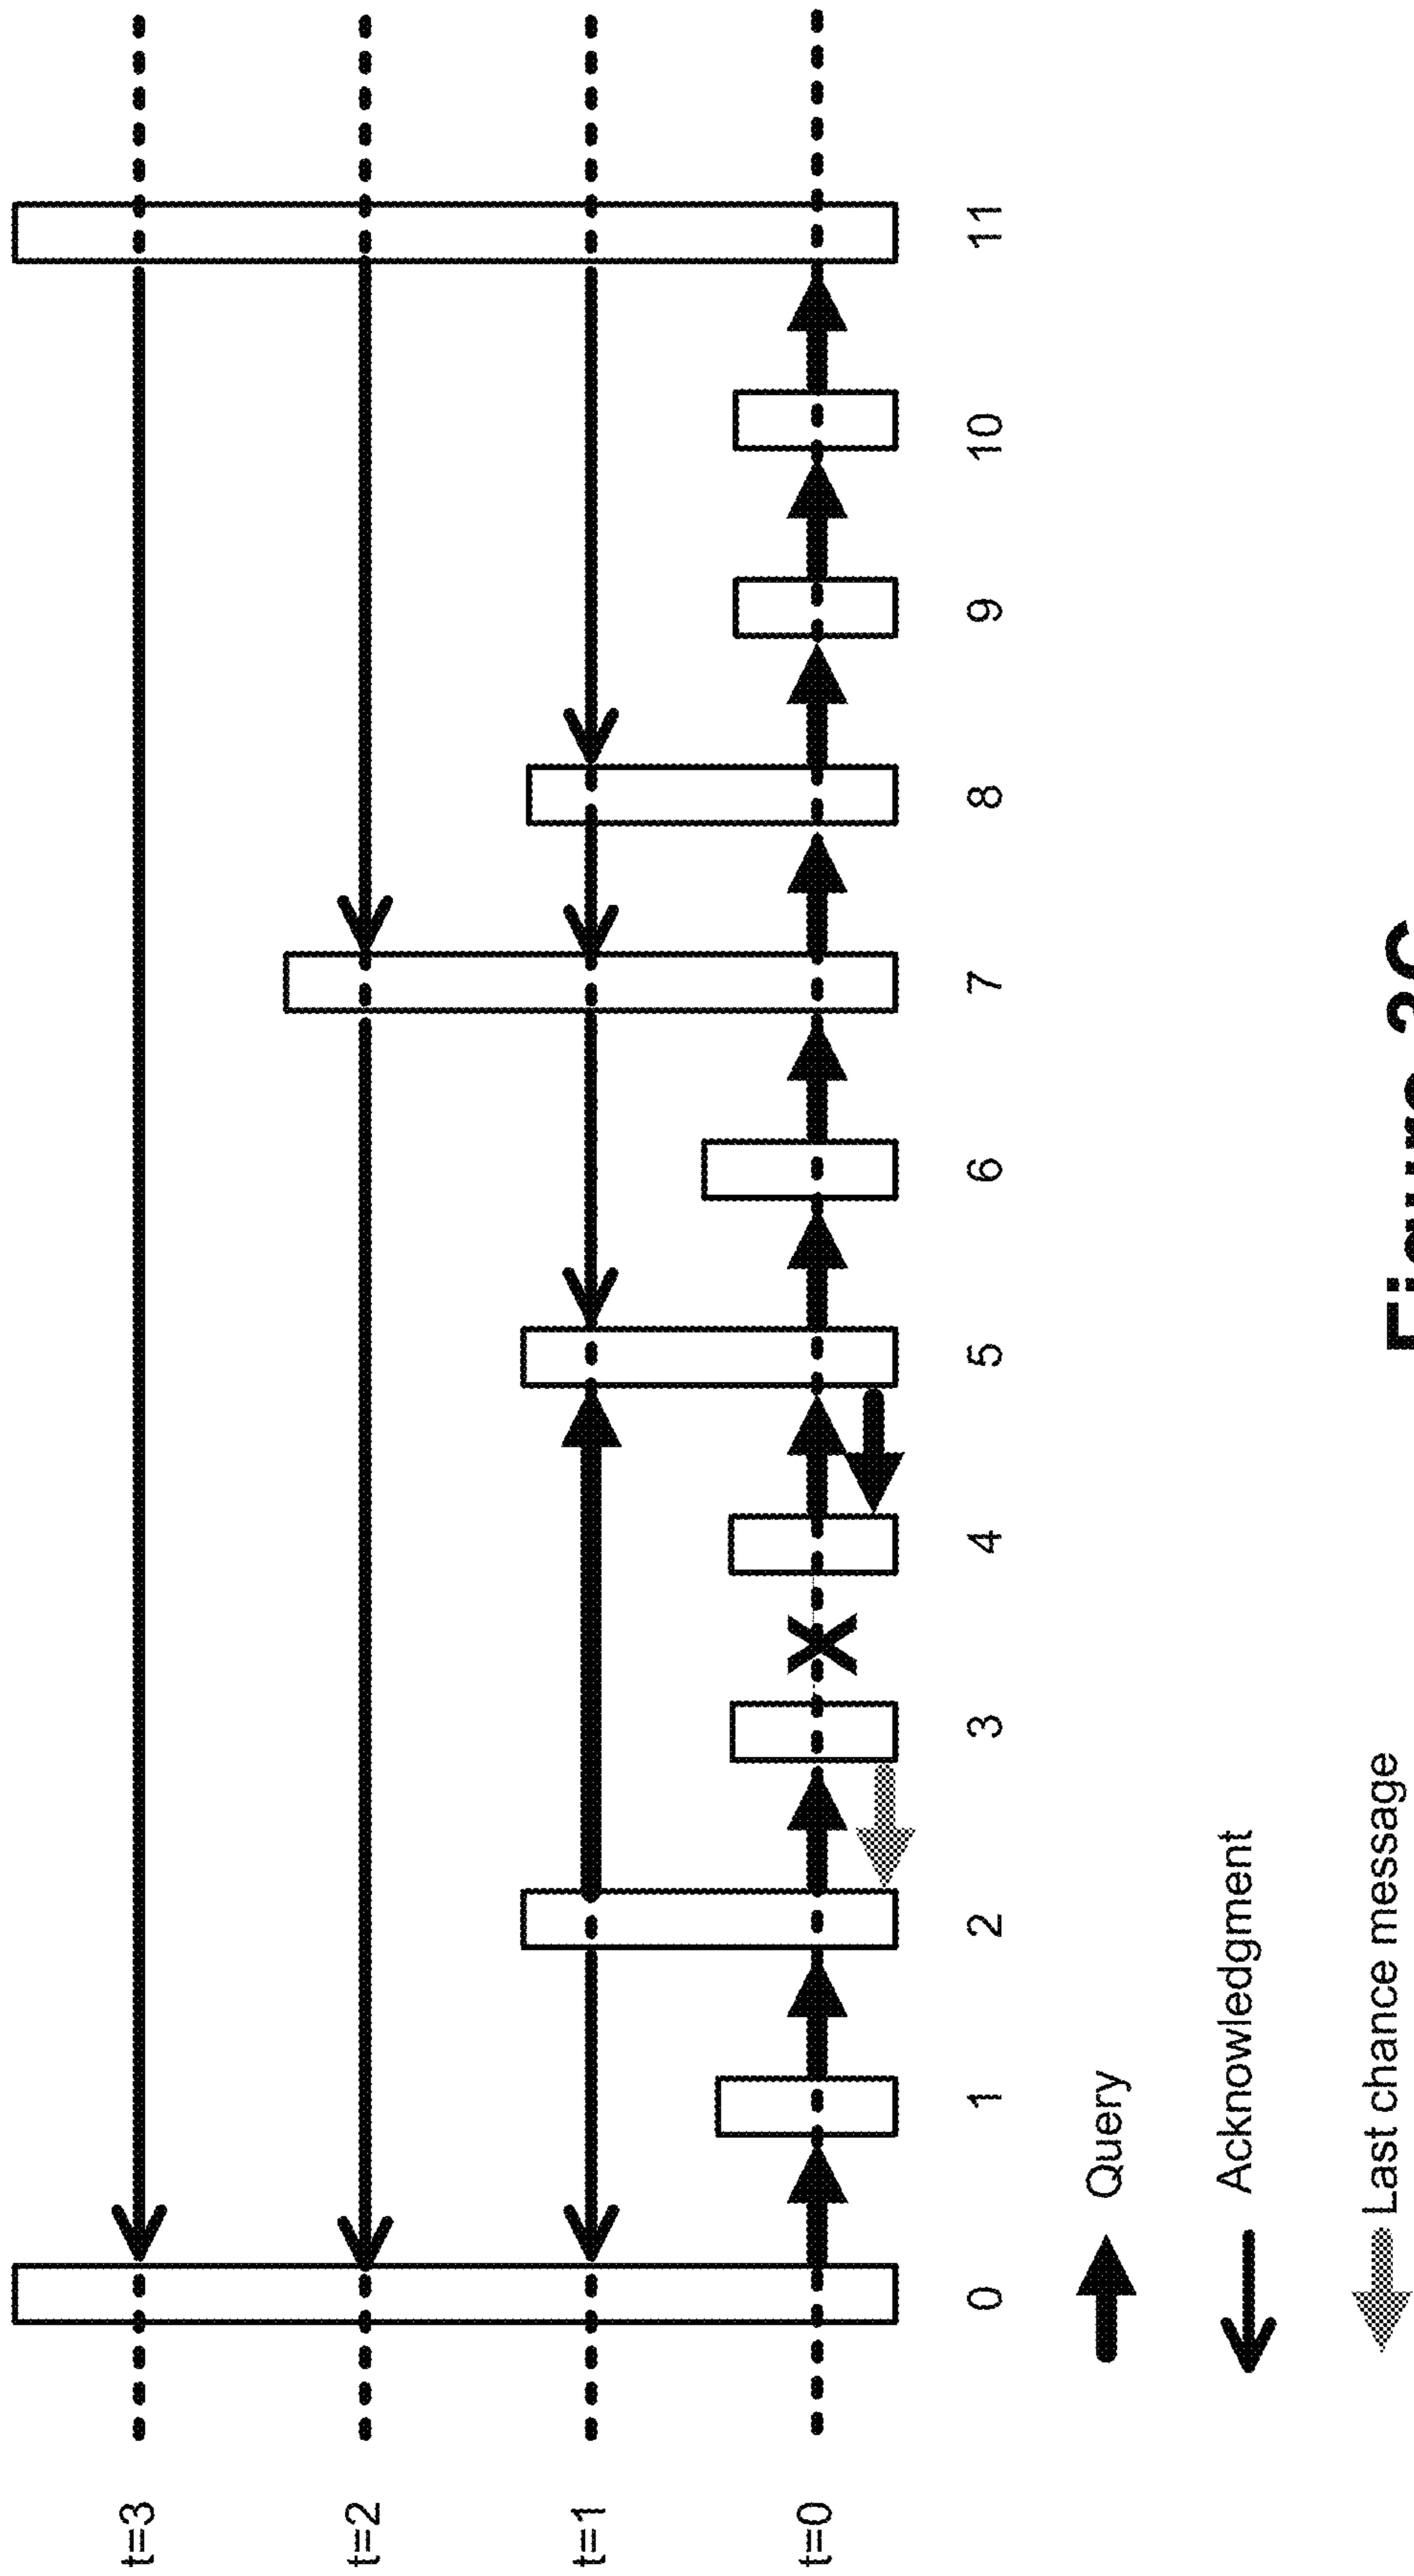 t=3
t=2
t=1
t=0
0 1 2 3 4 5 6 7 8 9 10 11
Query
Acknowledgment
Last chance message
Figure